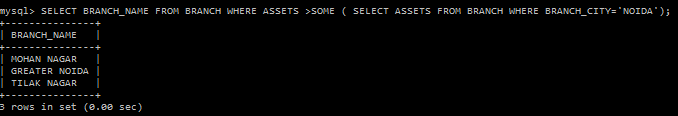 mysql> SELECT BRANCH_NAME FROM BRANCH WHERE ASSETS >SOME ( SELECT ASSETS FROM BRANCH WHERE BRANCH_CITY='NOIDA');
+---------------+
| BRANCH_NAME   |
+---------------+
| MOHAN NAGAR   |
| GREATER NOIDA |
| TILAK NAGAR   |
+---------------+
3 rows in set (0.00 sec)